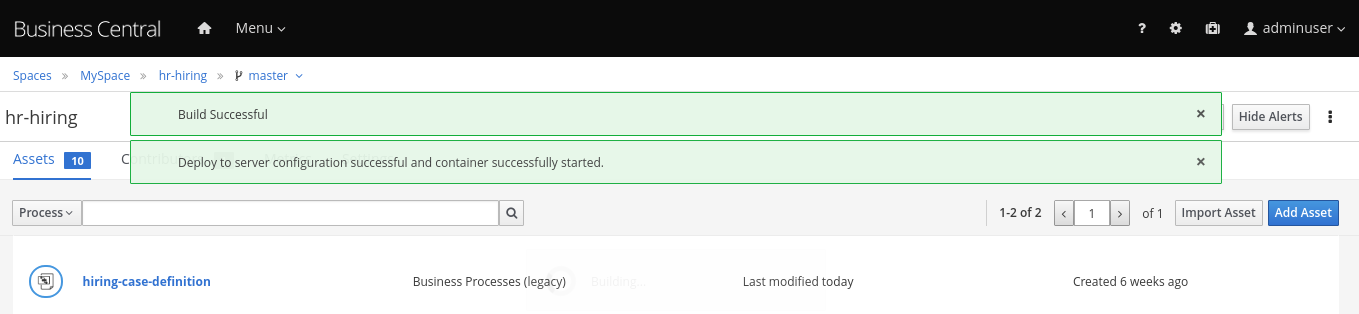 Business Central Menu ? adminuser
Spaces » MySpace » hr-hiring » master
Build Successful ×
hr-hiring Hide Alerts
Assets 10
Deploy to server configuration successful and container successfully started. ×
Process 1-2 of 2 < 1 > of 1 Import Asset Add Asset
hiring-case-definition Business Processes (legacy) Building... Last modified today Created 6 weeks ago